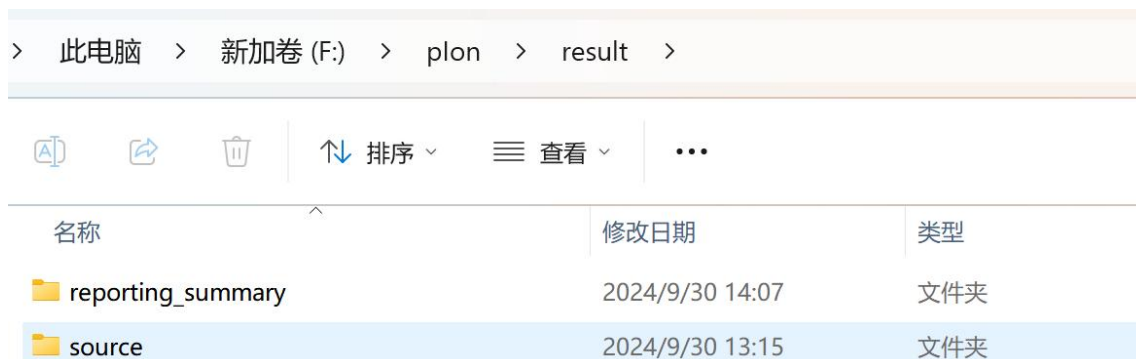 > 此电脑 > 新加卷 (F:) > plon > result >
排序 查看 •••
名称 修改日期 类型
reporting_summary 2024/9/30 14:07 文件夹
source 2024/9/30 13:15 文件夹